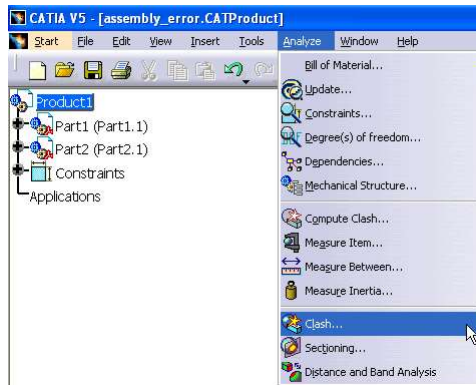 CATIA V5 - [assembly_error.CATProduct]
Start File Edit View Insert Tools Analyze Window Help
Product1
Part1 (Part1.1)
Part2 (Part2.1)
Constraints
Applications
Bill of Material...
Update...
Constraints...
Degree(s) of freedom...
Dependencies...
Mechanical Structure...
Compute Clash...
Measure Item...
Measure Between...
Measure Inertia...
Clash...
Sectioning...
Distance and Band Analysis